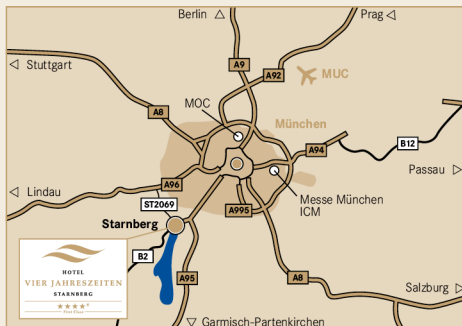 Berlin
Prag
Stuttgart
A9
A92
MUC
A8
MOC
München
A94
B12
Passau
Lindau
A96
ST2069
Messe München
ICM
Starnberg
A995
B2
A95
A8
Salzburg
Garmisch-Partenkirchen
HOTEL
VIER JAHRESZEITEN
STARNBERG